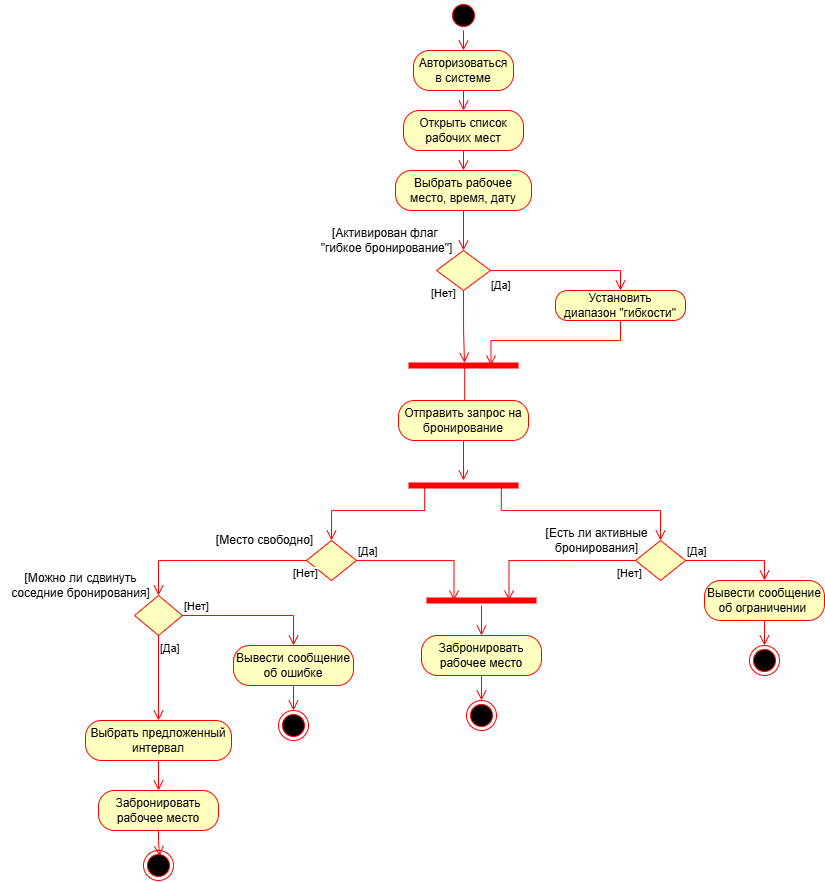 Авторизоваться
в системе
Открыть список
рабочих мест
Выбрать рабочее
место, время, дату
[Активирован флаг
"гибкое бронирование"]
[Нет]
[Да]
Установить
диапазон "гибкости"
Отправить запрос на
бронирование
[Место свободно]
[Да]
[Нет]
[Есть ли активные
бронирования]
[Да]
[Нет]
[Можно ли сдвинуть
соседние бронирования]
[Нет]
[Да]
Вывести сообщение
об ошибке
Забронировать
рабочее место
Вывести сообщение
об ограничении
Выбрать предложенный
интервал
Забронировать
рабочее место